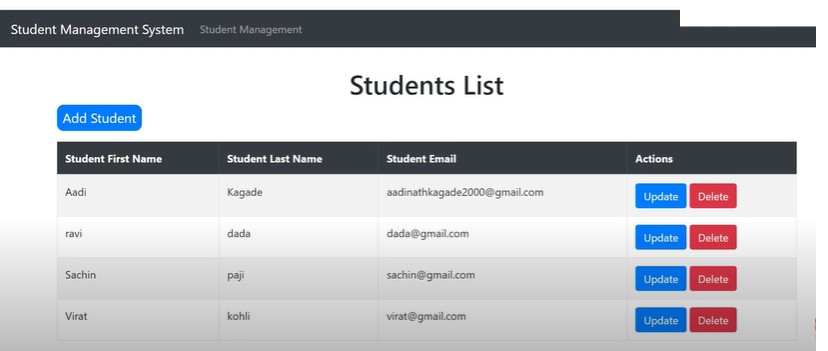 Student Management System Student Management
Students List
Add Student
Student First Name Student Last Name Student Email Actions
Aadi Kagade aadinathkagade2000@gmail.com Update Delete
ravi dada dada@gmail.com Update Delete
Sachin paji sachin@gmail.com Update Delete
Virat kohli virat@gmail.com Update Delete